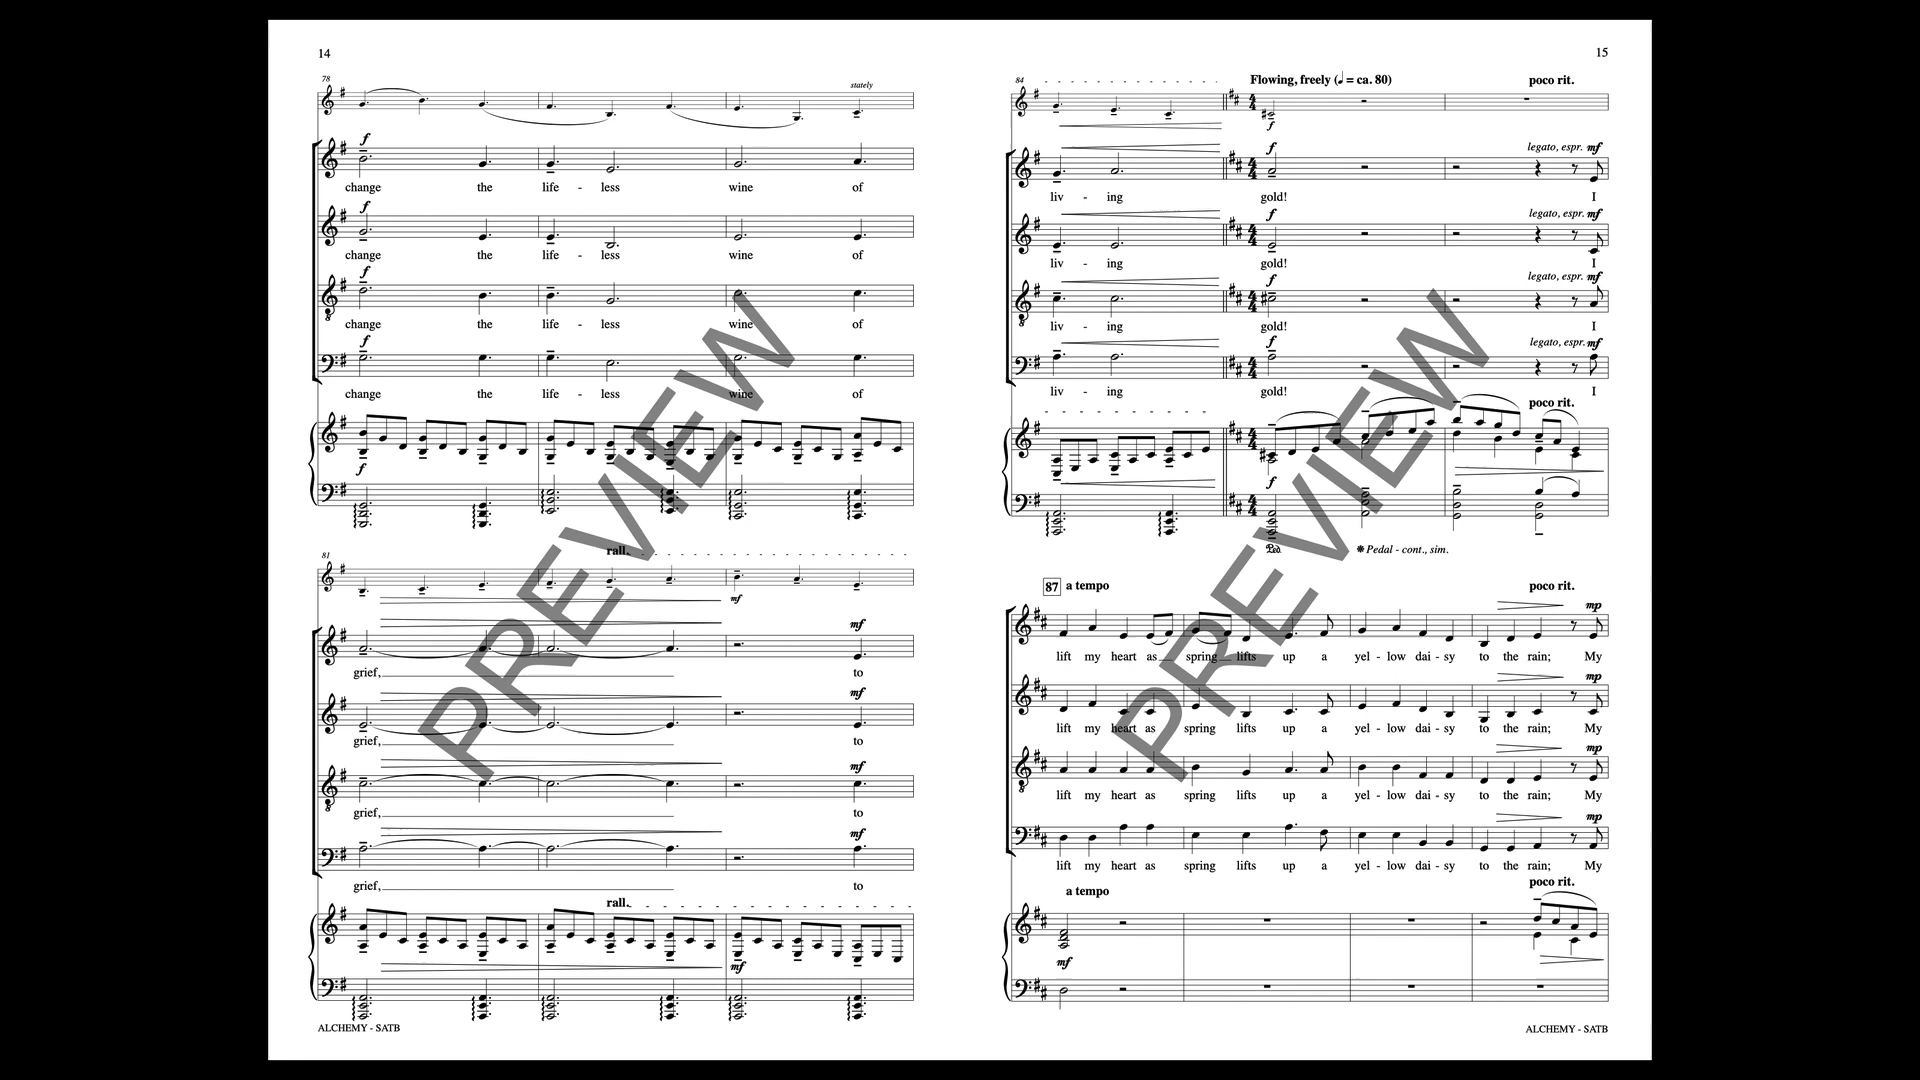 14
78
stately
f
f
change the life - less wine of
f
change the life - less wine of
f
change the life - less wine of
f
change the life - less wine of
f
81
rall.
mf
mf
grief, to
mf
grief, to
mf
grief, to
mf
grief, to
rall.
mf
ALCHEMY - SATB
15
84
Flowing, freely (♩ = ca. 80)
poco rit.
f
f legato, espr. mf
liv - ing gold! I
f legato, espr. mf
liv - ing gold! I
f legato, espr. mf
liv - ing gold! I
f legato, espr. mf
liv - ing gold! I
poco rit.
f
Ped. * Pedal - cont., sim.
87 a tempo poco rit.
mp
lift my heart as spring lifts up a yel - low dai - sy to the rain; My
mp
lift my heart as spring lifts up a yel - low dai - sy to the rain; My
mp
lift my heart as spring lifts up a yel - low dai - sy to the rain; My
mp
lift my heart as spring lifts up a yel - low dai - sy to the rain; My
a tempo poco rit.
mf
ALCHEMY - SATB
PREVIEW
PREVIEW